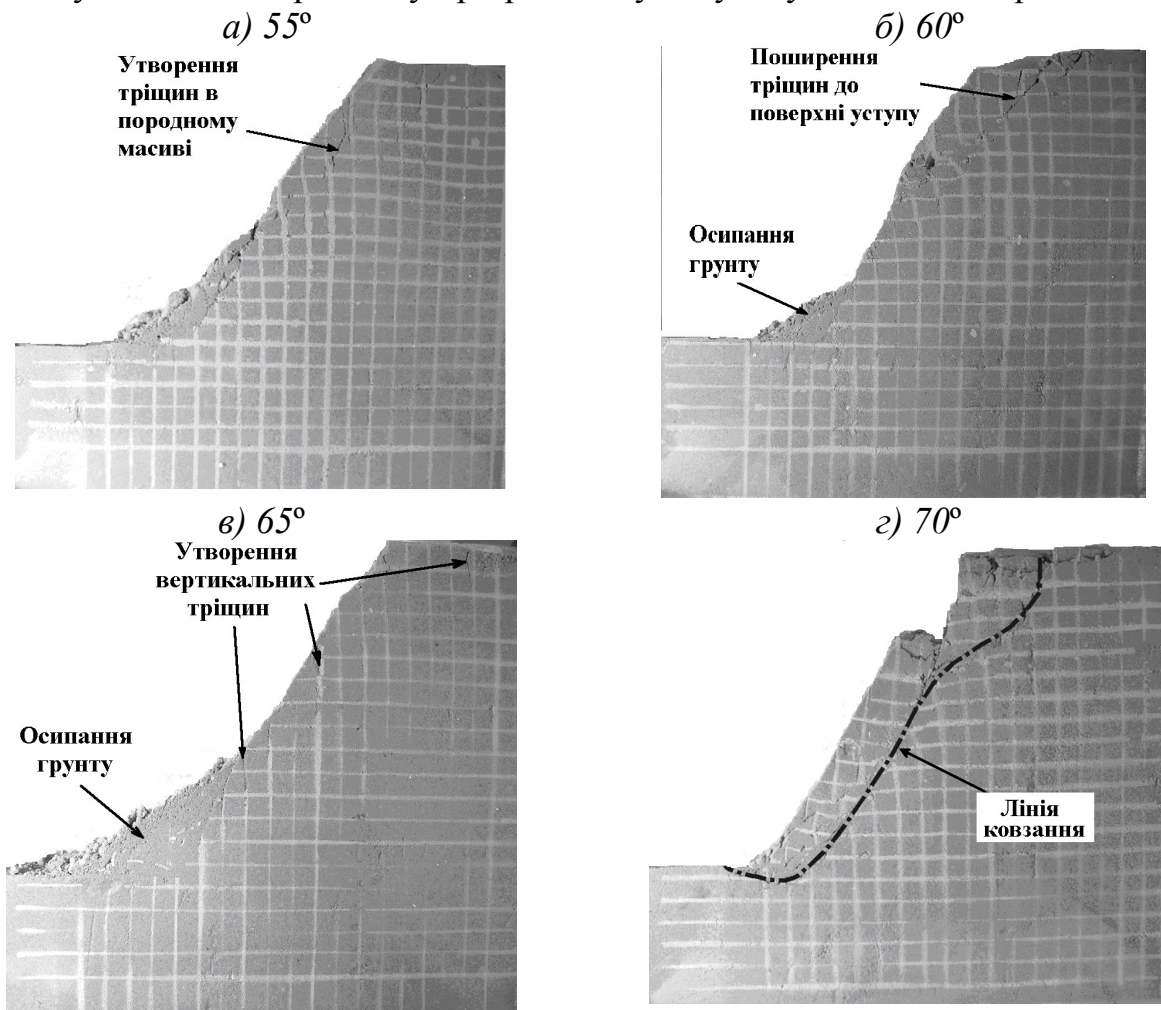 а) 55º
б) 60º
Утворення
тріщин в
породному
масиві
Поширення
тріщин до
поверхні уступу
Осипання
грунту
в) 65º
г) 70º
Утворення
вертикальних
тріщин
Осипання
грунту
Лінія
ковзання